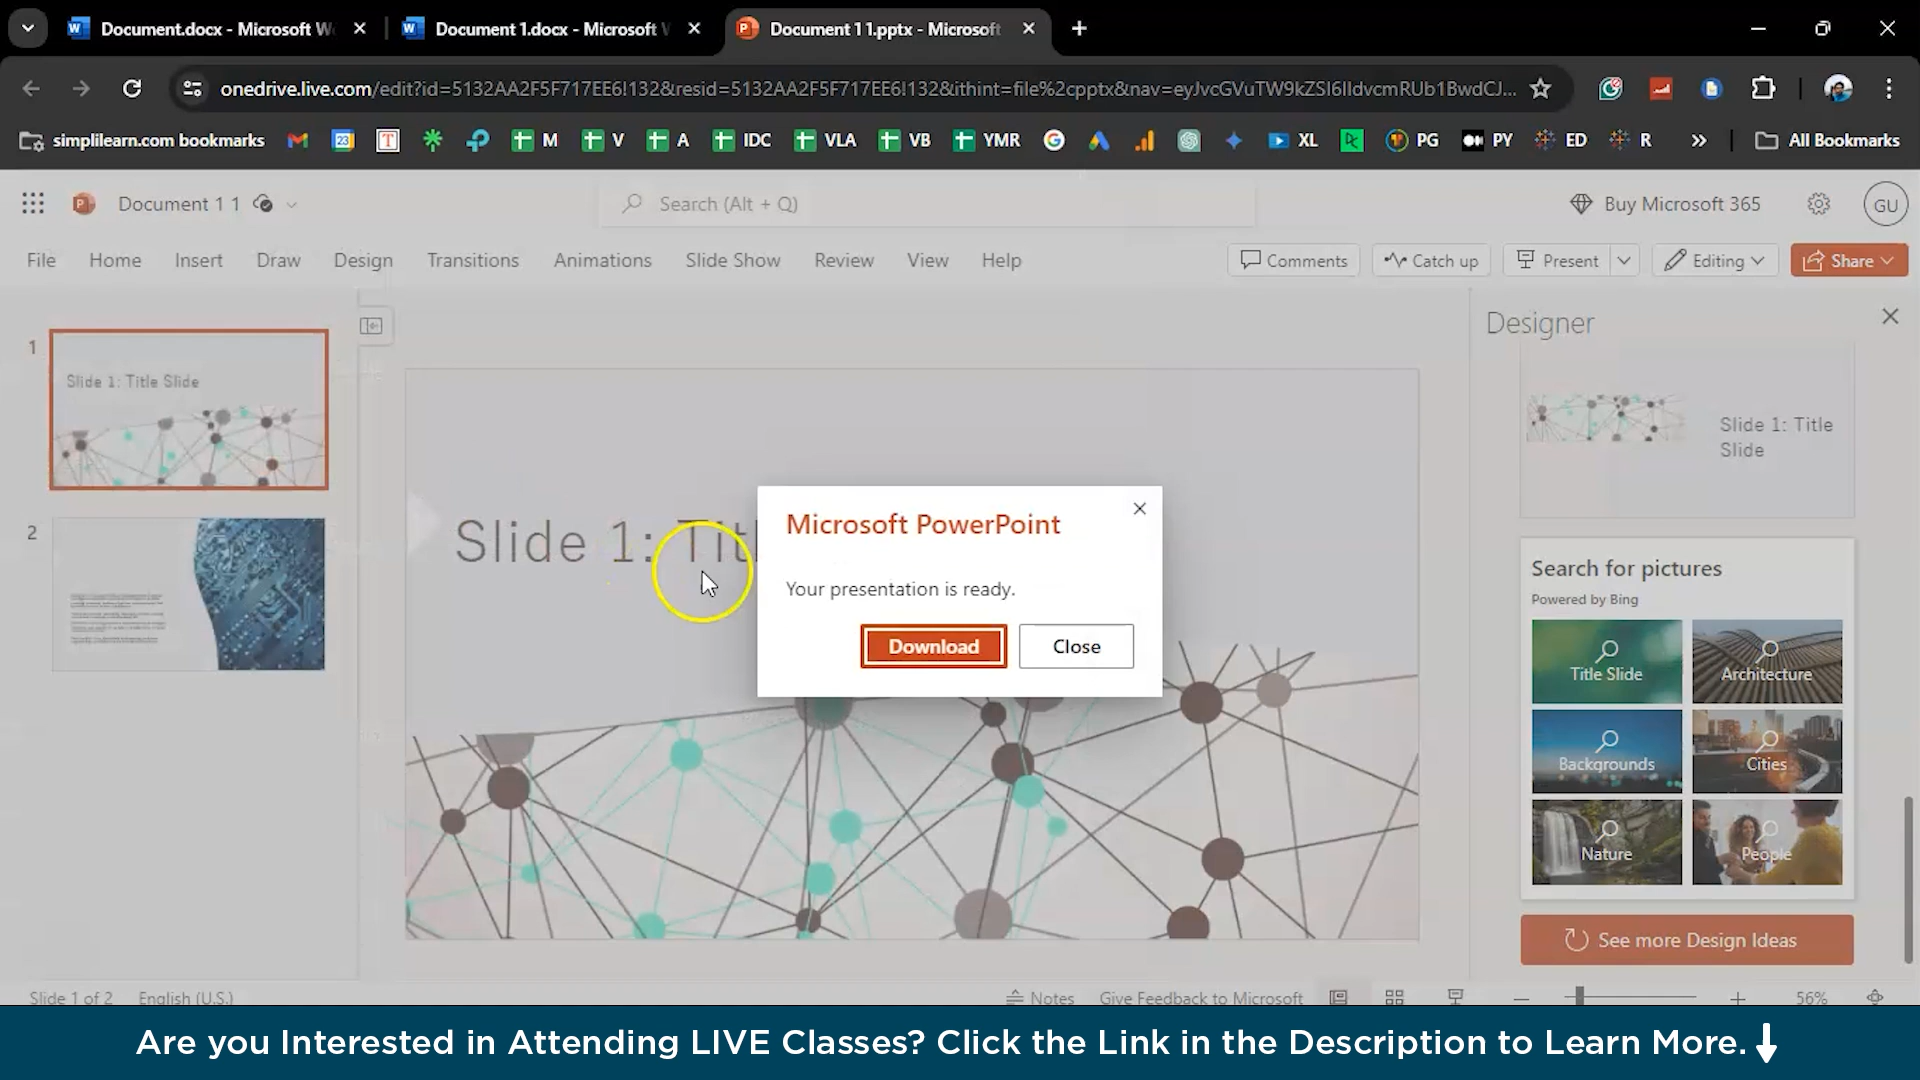 Document.docx - Microsoft W
Document 1.docx - Microsoft
Document 1 1.pptx - Microsoft
onedrive.live.com/edit?id=5132AA2F5F717EE6!132&resid=5132AA2F5F717EE6!132&ithint=file%2cpptx&nav=eyJvcGVuTW9kZSI6IldvcmRUb1BwdCJ...
simplilearn.com bookmarks
M
V
A
IDC
VLA
VB
YMR
XL
PG
PY
ED
R
All Bookmarks
Document 1 1
Search (Alt + Q)
Buy Microsoft 365
GU
File Home Insert Draw Design Transitions Animations Slide Show Review View Help
Comments
Catch up
Present
Editing
Share
1
Slide 1: Title Slide
2
Slide 1: Titl
Microsoft PowerPoint
Your presentation is ready.
Download
Close
Designer
Slide 1: Title
Slide
Search for pictures
Powered by Bing
Title Slide
Architecture
Backgrounds
Cities
Nature
People
See more Design Ideas
Slide 1 of 2
English (U.S.)
Notes
Give Feedback to Microsoft
56%
Are you Interested in Attending LIVE Classes? Click the Link in the Description to Learn More.